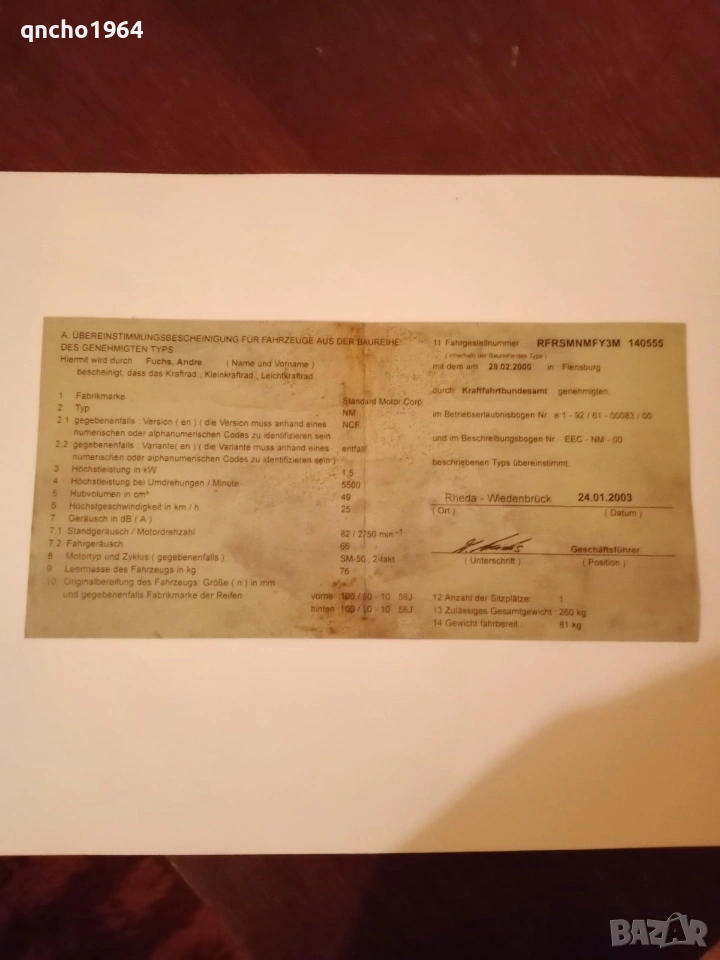 qncho1964
A. ÜBEREINSTIMMUNGSBESCHEINIGUNG FÜR FAHRZEUGE AUS DER BAUREIHE
DES GENEHMIGTEN TYPS
Hiermit wird durch Fuchs, Andre ( Name und Vorname )
bescheinigt, dass das Kraftrad , Kleinkraftrad , Leichtkraftrad
1 Fabrikmarke Standard Motor Corp
2 Typ NM
2.1 gegebenenfalls : Version ( en ) ( die Version muss anhand eines NCF
numerischen oder alphanumerischen Codes zu identifizieren sein
2.2 gegebenenfalls : Variante( en ) ( die Variante muss anhand eines entfällt
numerischen oder alphanumerischen Codes zu identifizieren sein )
3 Höchstleistung in kW 1,5
4 Höchstleistung bei Umdrehungen / Minute 5500
5 Hubvolumen in cm³ 49
6 Höchstgeschwindigkeit in km / h 25
7 Geräusch in dB ( A )
7.1 Standgeräusch / Motordrehzahl 82 / 2750 min⁻¹
7.2 Fahrgeräusch 66
8 Motortyp und Zyklus ( gegebenenfalls ) SM-50 , 2-takt
9 Leermasse des Fahrzeugs in kg 76
10 Originalbereifung des Fahrzeugs: Größe ( n ) in mm
und gegebenenfalls Fabrikmarke der Reifen vorne 100 / 90 - 10 56J
hinten 100 / 90 - 10 56J
11 Fahrgestellnummer RFRSMNMFY3M 140555
( innerhalb der Baureihe des Typs )
mit dem am 29.02.2000 in Flensburg
durch Kraftfahrtbundesamt genehmigten.
im Betriebserlaubnisbogen Nr. e 1 - 92 / 61 - 00083 / 00
und im Beschreibungsbogen Nr EEC - NM - 00
beschriebenen Typs übereinstimmt.
Rheda - Wiedenbrück 24.01.2003
( Ort ) ( Datum )
Geschäftsführer
( Unterschrift ) ( Position )
12 Anzahl der Sitzplätze: 1
13 Zulässiges Gesamtgewicht : 260 kg
14 Gewicht fahrbereit : 81 kg
BAZAR